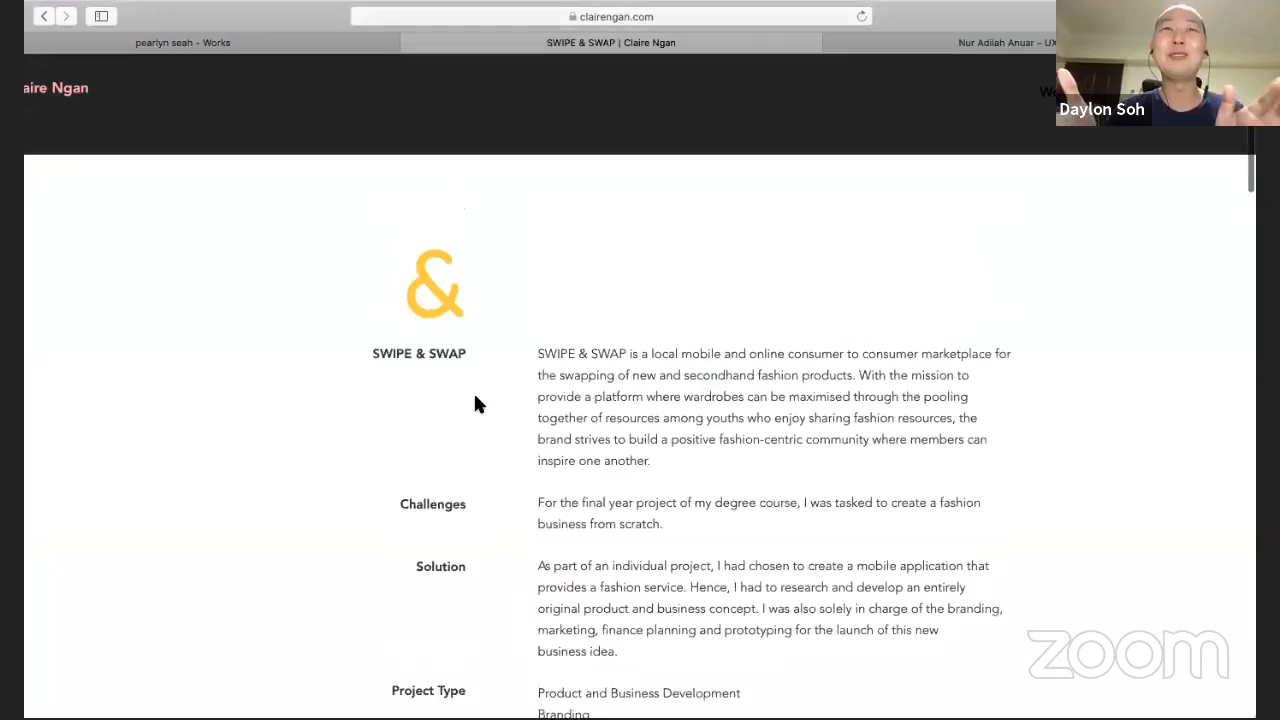 clairengan.com
pearlyn seah - Works
SWIPE & SWAP | Claire Ngan
Nur Adilah Anuar – UX
aire Ngan
Daylon Soh
&
SWIPE & SWAP
SWIPE & SWAP is a local mobile and online consumer to consumer marketplace for
the swapping of new and secondhand fashion products. With the mission to
provide a platform where wardrobes can be maximised through the pooling
together of resources among youths who enjoy sharing fashion resources, the
brand strives to build a positive fashion-centric community where members can
inspire one another.
Challenges
For the final year project of my degree course, I was tasked to create a fashion
business from scratch.
Solution
As part of an individual project, I had chosen to create a mobile application that
provides a fashion service. Hence, I had to research and develop an entirely
original product and business concept. I was also solely in charge of the branding,
marketing, finance planning and prototyping for the launch of this new
business idea.
Project Type
Product and Business Development
Branding
zoom